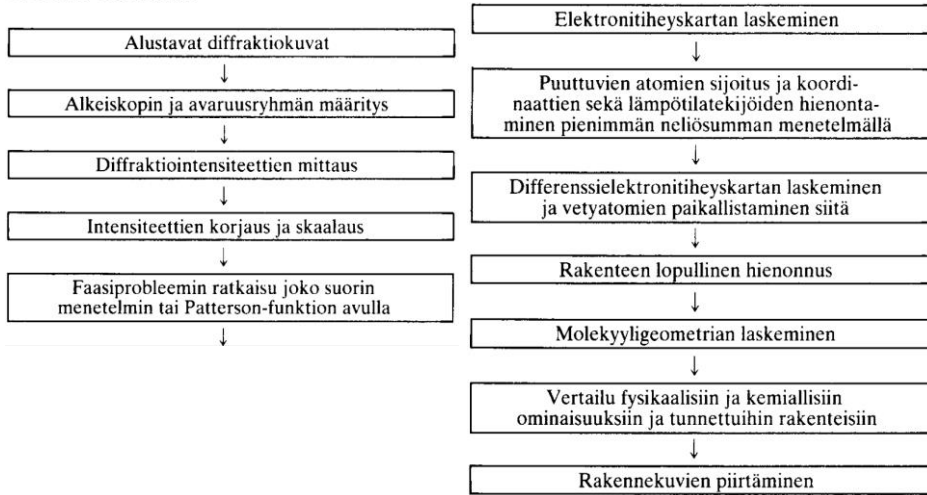 Alustavat diffraktiokuvat
↓
Alkeiskopin ja avaruusryhmän määritys
↓
Diffraktiointensiteettien mittaus
↓
Intensiteettien korjaus ja skaalaus
↓
Faasiprobleemin ratkaisu joko suorin
menetelmin tai Patterson-funktion avulla
↓
Elektronitiheyskartan laskeminen
↓
Puuttuvien atomien sijoitus ja koordi-
naattien sekä lämpötilatekijöiden hienonta-
minen pienimmän neliösumman menetelmällä
↓
Differenssielektronitiheyskartan laskeminen
ja vetyatomien paikallistaminen siitä
↓
Rakenteen lopullinen hienonnus
↓
Molekyyligeometrian laskeminen
↓
Vertailu fysikaalisiin ja kemiallisiin
ominaisuuksiin ja tunnettuihin rakenteisiin
↓
Rakennekuvien piirtäminen